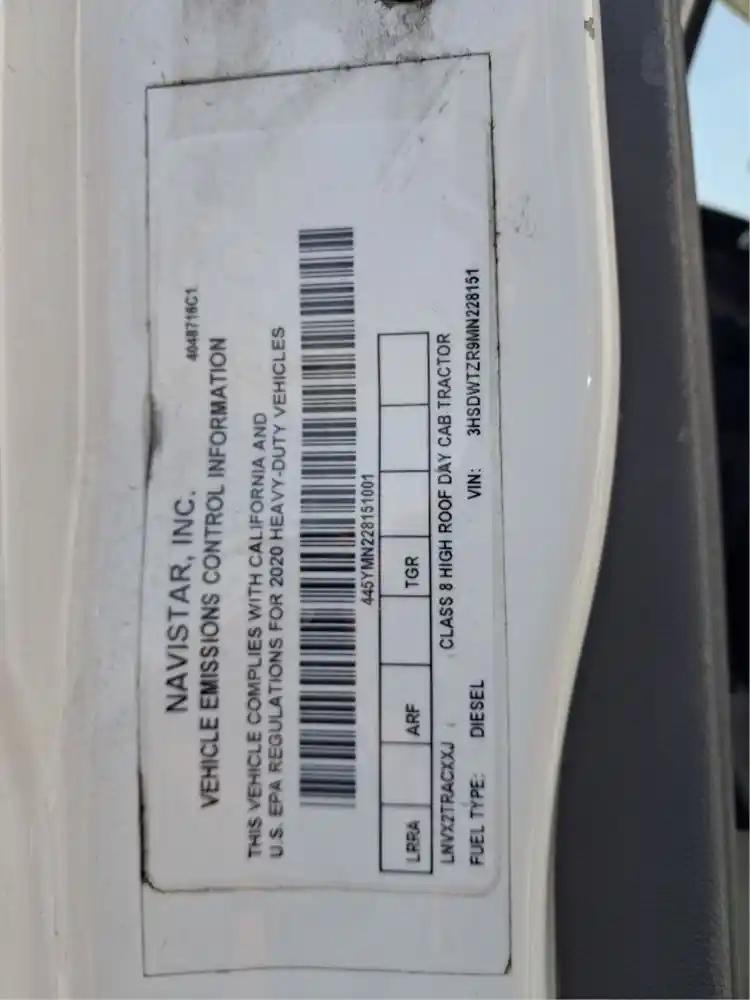 4048716C1
NAVISTAR, INC.
VEHICLE EMISSIONS CONTROL INFORMATION
THIS VEHICLE COMPLIES WITH CALIFORNIA AND
U.S. EPA REGULATIONS FOR 2020 HEAVY-DUTY VEHICLES
445YMN228151001
LRRA ARF TGR
LNVX2TRACXXJ CLASS 8 HIGH ROOF DAY CAB TRACTOR
FUEL TYPE: DIESEL VIN: 3HSDWTZR9MN228151